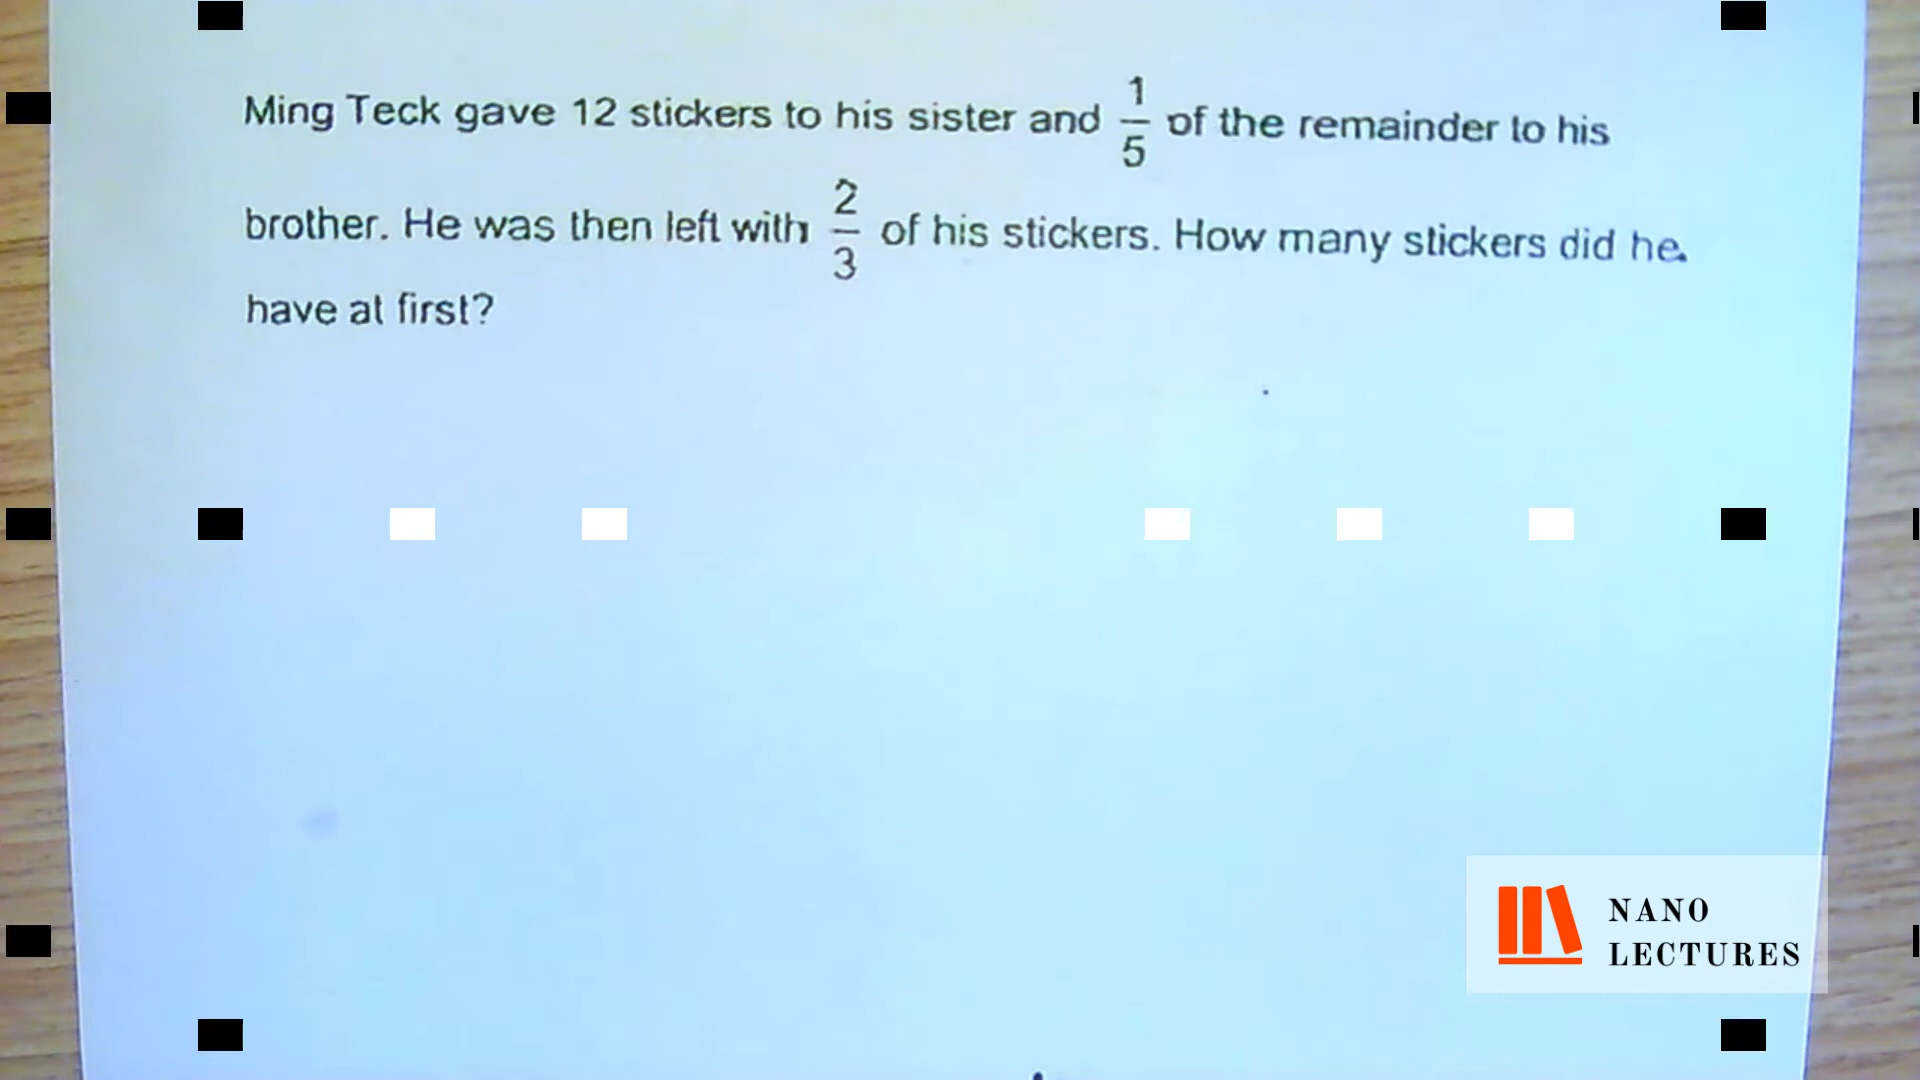 Ming Teck gave 12 stickers to his sister and 1/5 of the remainder to his
brother. He was then left with 2/3 of his stickers. How many stickers did he
have at first?
NANO
LECTURES